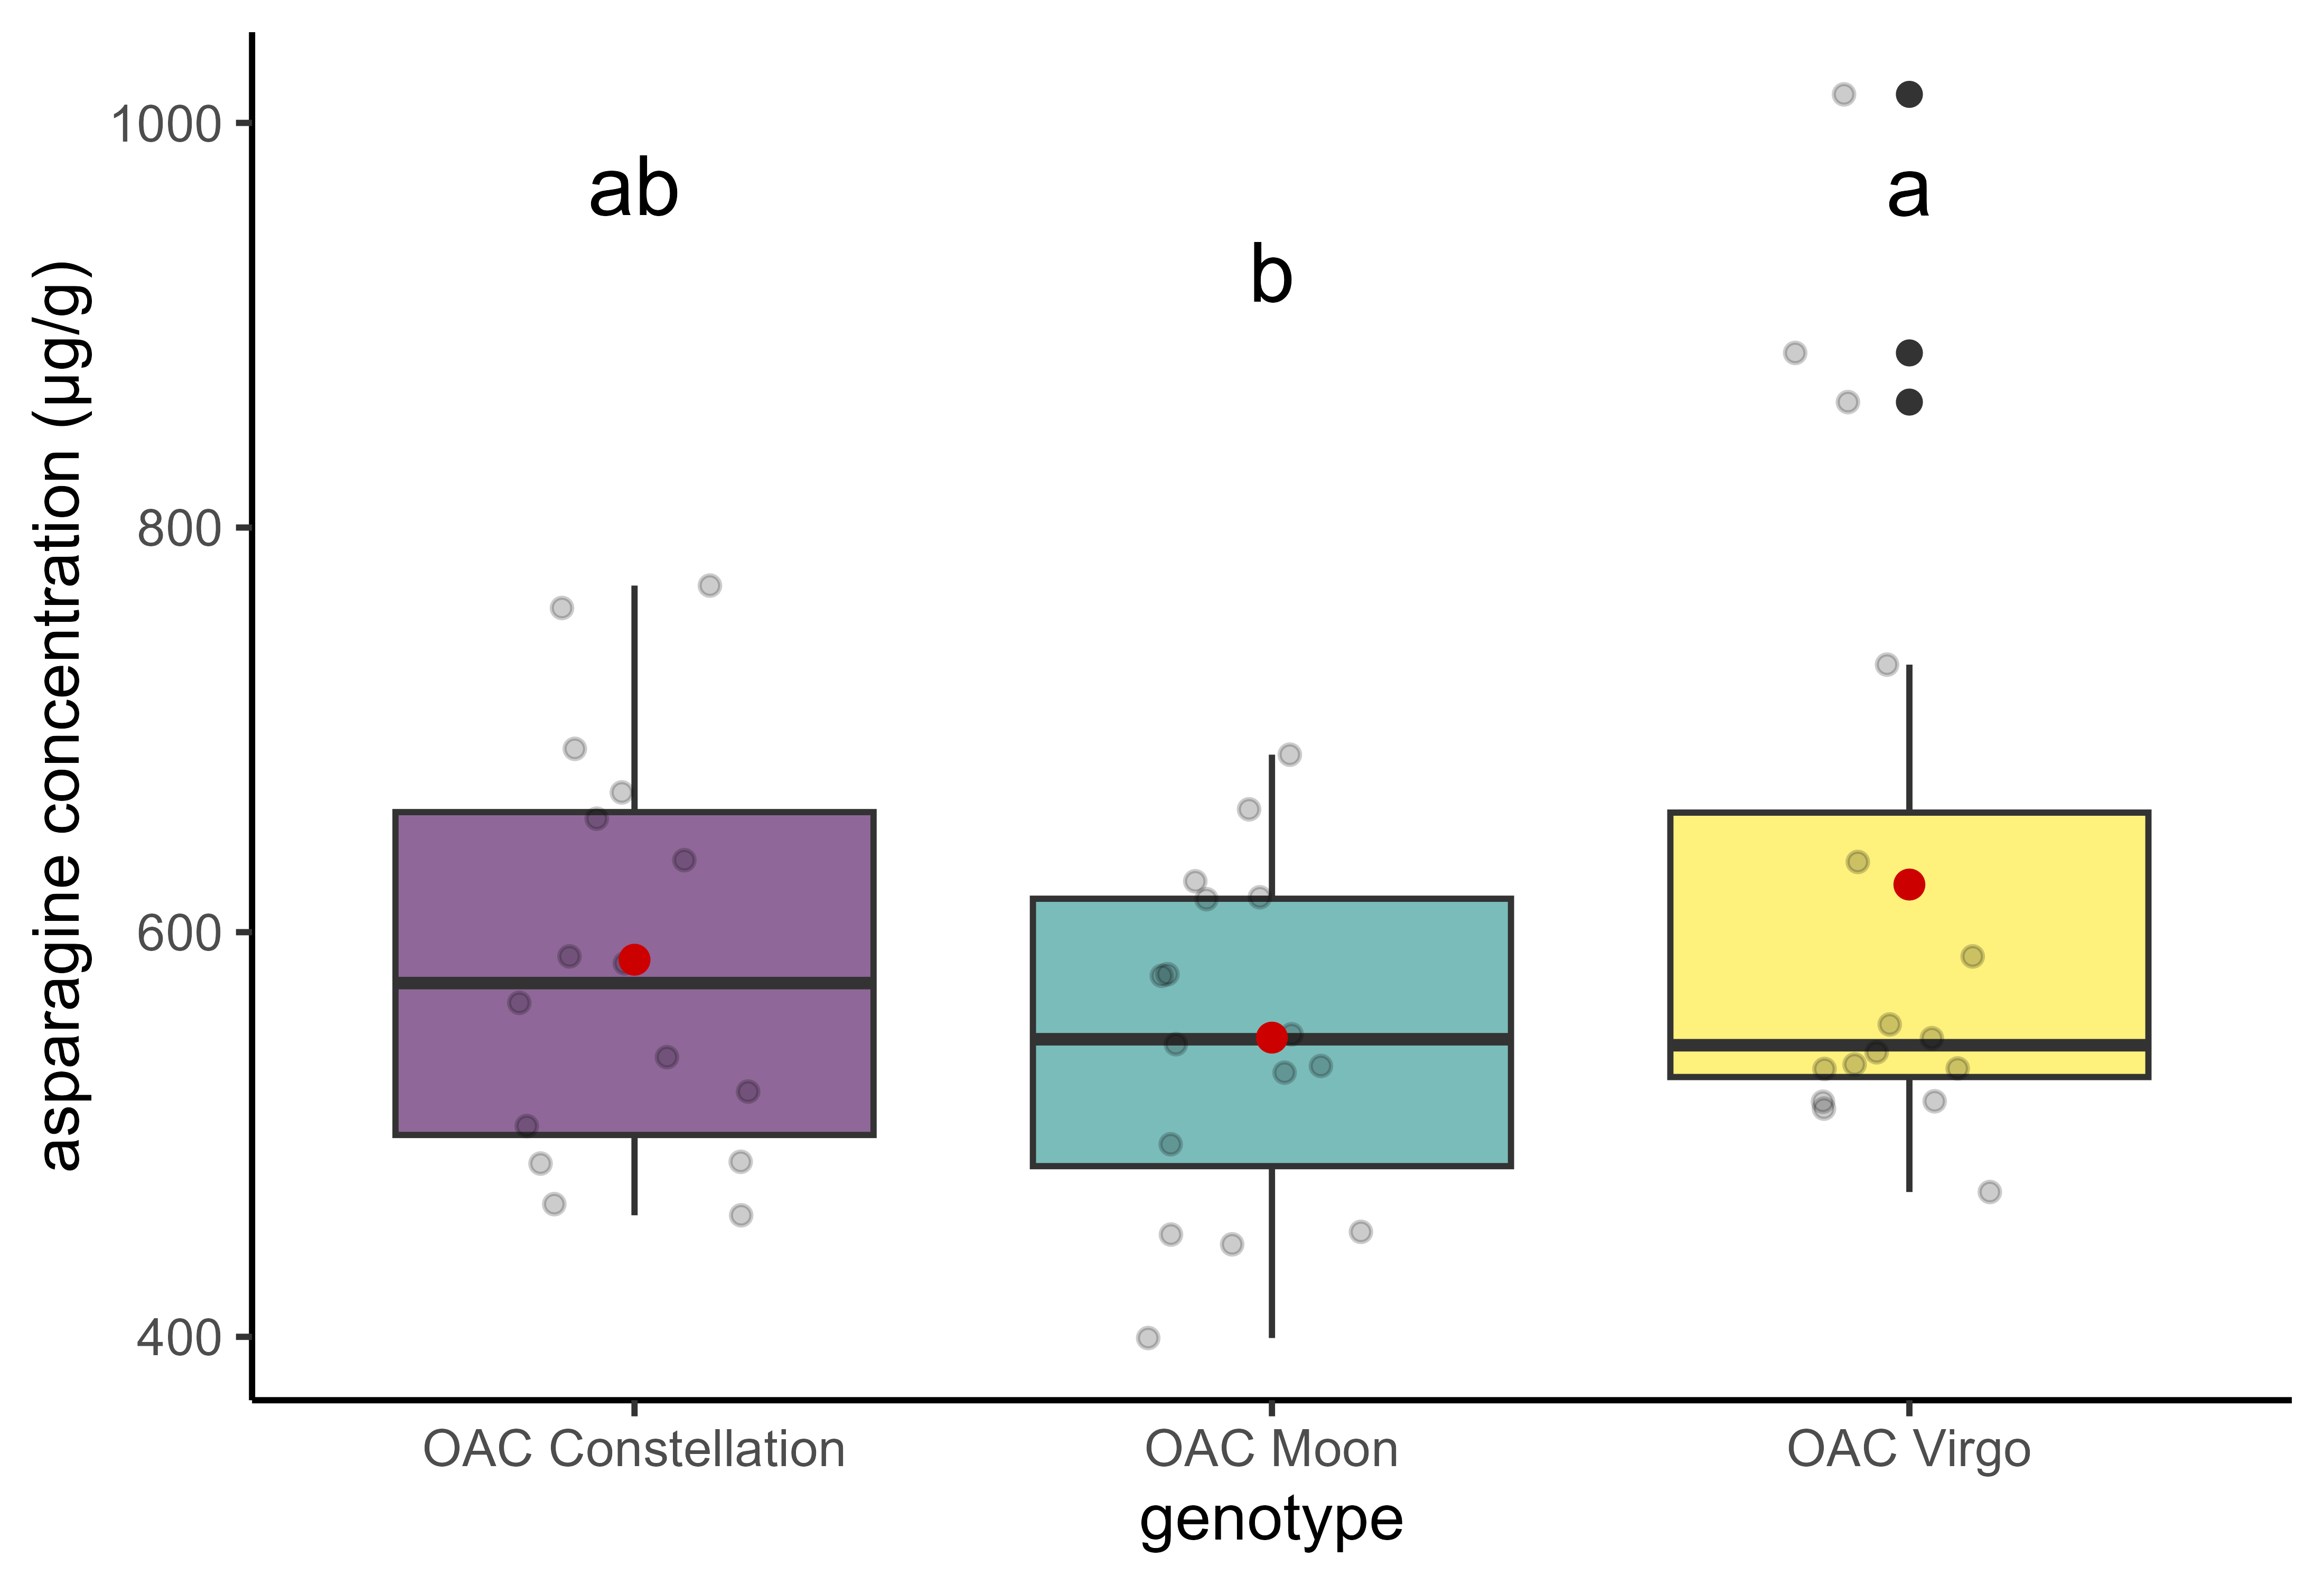 asparagine concentration (µg/g)
1000
800
600
400
ab
b
a
OAC Constellation
OAC Moon
OAC Virgo
genotype